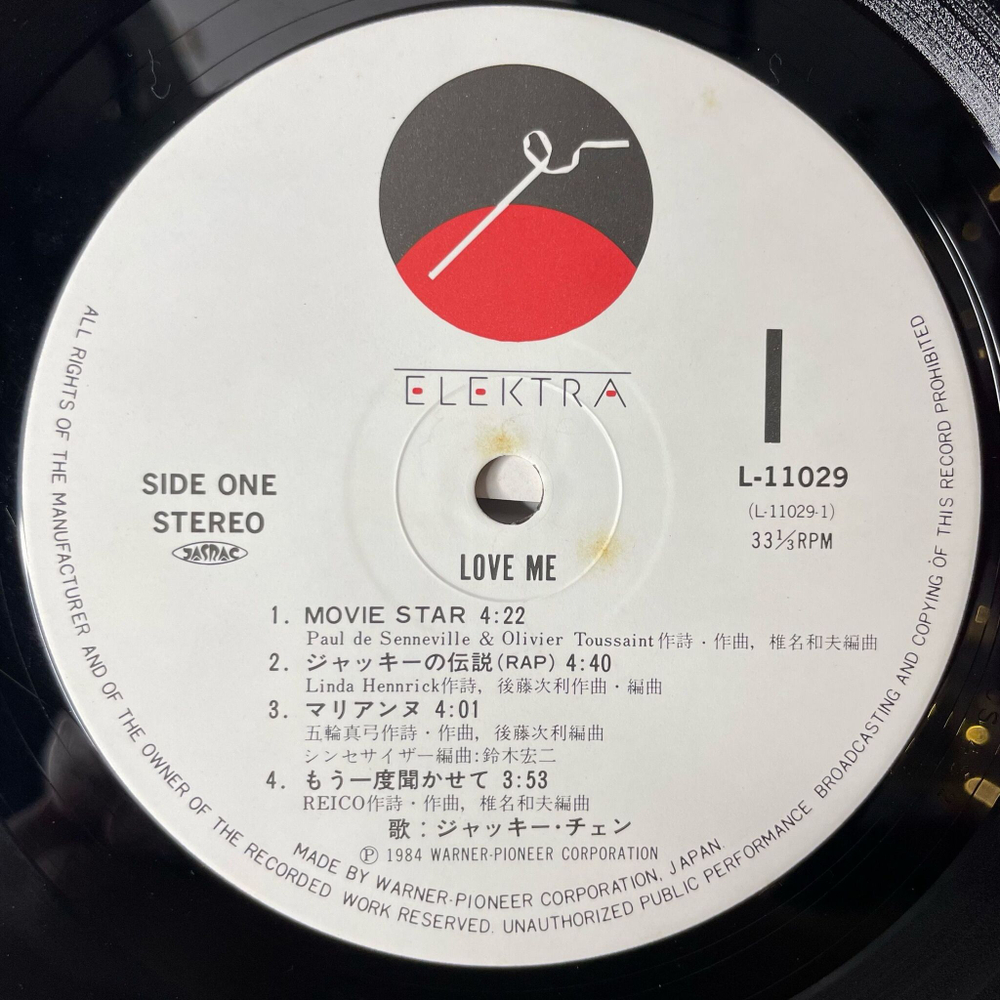 ELEKTRA
I
SIDE ONE
STEREO
JASRAC
L-11029
(L-11029-1)
33⅓RPM
LOVE ME
1. MOVIE STAR 4:22
Paul de Senneville & Olivier Toussaint作詩・作曲, 椎名和夫編曲
2. ジャッキーの伝説(RAP) 4:40
Linda Hennrick作詩, 後藤次利作曲・編曲
3. マリアンヌ 4:01
五輪真弓作詩・作曲, 後藤次利編曲
シンセサイザー編曲:鈴木宏二
4. もう一度聞かせて 3:53
REICO作詩・作曲, 椎名和夫編曲
歌:ジャッキー・チェン
Ⓟ 1984 WARNER-PIONEER CORPORATION
MADE BY WARNER-PIONEER CORPORATION, JAPAN.
ALL RIGHTS OF THE MANUFACTURER AND OF THE OWNER OF THE RECORDED WORK RESERVED. UNAUTHORIZED PUBLIC PERFORMANCE BROADCASTING AND COPYING OF THIS RECORD PROHIBITED